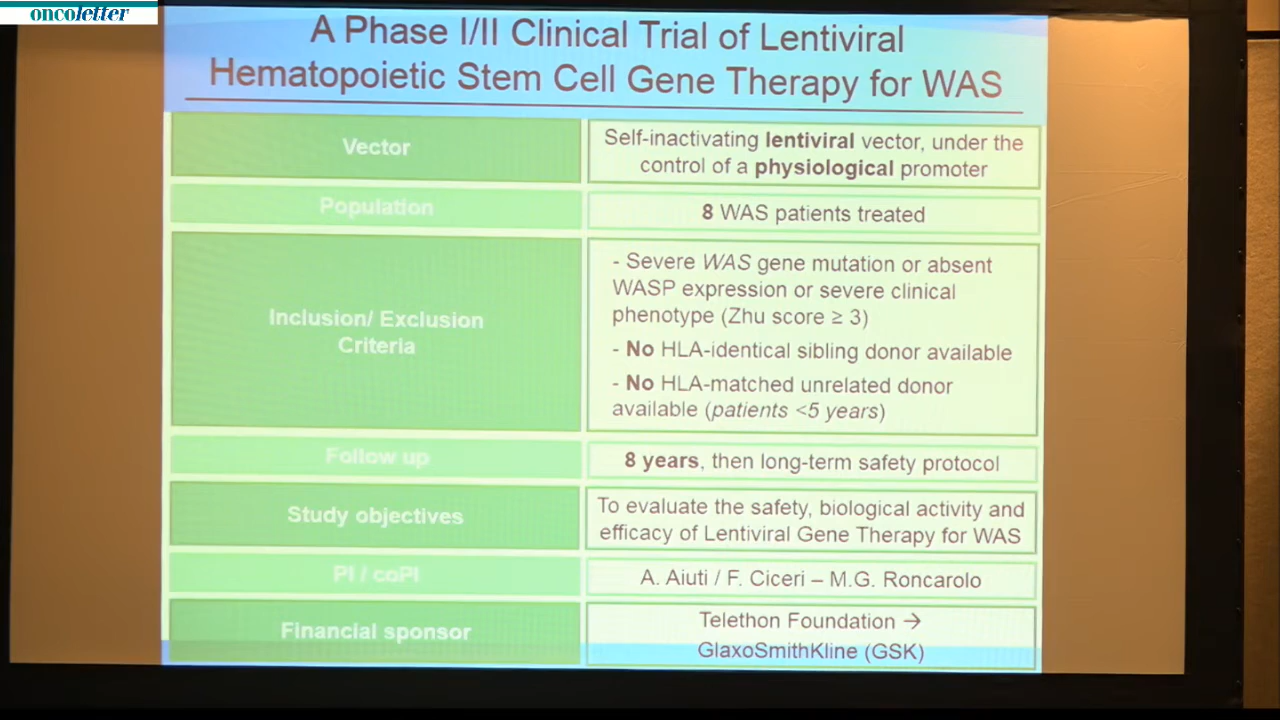 oncoletter
A Phase I/II Clinical Trial of Lentiviral
Hematopoietic Stem Cell Gene Therapy for WAS
Vector
Self-inactivating lentiviral vector, under the
control of a physiological promoter
Population
8 WAS patients treated
Inclusion/ Exclusion
Criteria
- Severe WAS gene mutation or absent
WASP expression or severe clinical
phenotype (Zhu score ≥ 3)
- No HLA-identical sibling donor available
- No HLA-matched unrelated donor
available (patients <5 years)
Follow up
8 years, then long-term safety protocol
Study objectives
To evaluate the safety, biological activity and
efficacy of Lentiviral Gene Therapy for WAS
PI / coPI
A. Aiuti / F. Ciceri – M.G. Roncarolo
Financial sponsor
Telethon Foundation →
GlaxoSmithKline (GSK)